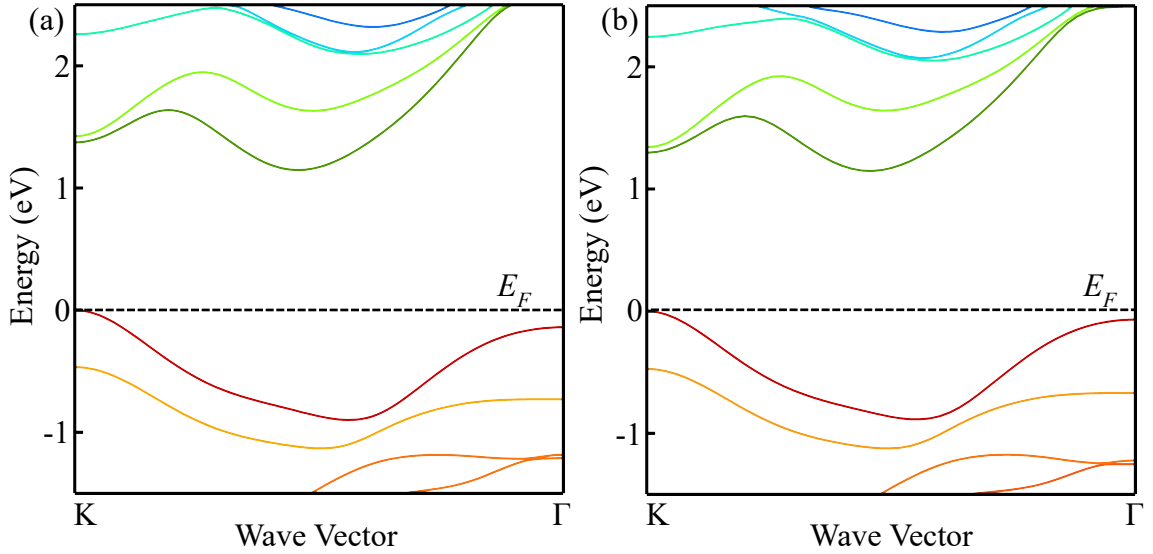 (a)
Energy (eV)
2
1
0
-1
E_F
K
Γ
Wave Vector
(b)
Energy (eV)
2
1
0
-1
E_F
K
Γ
Wave Vector